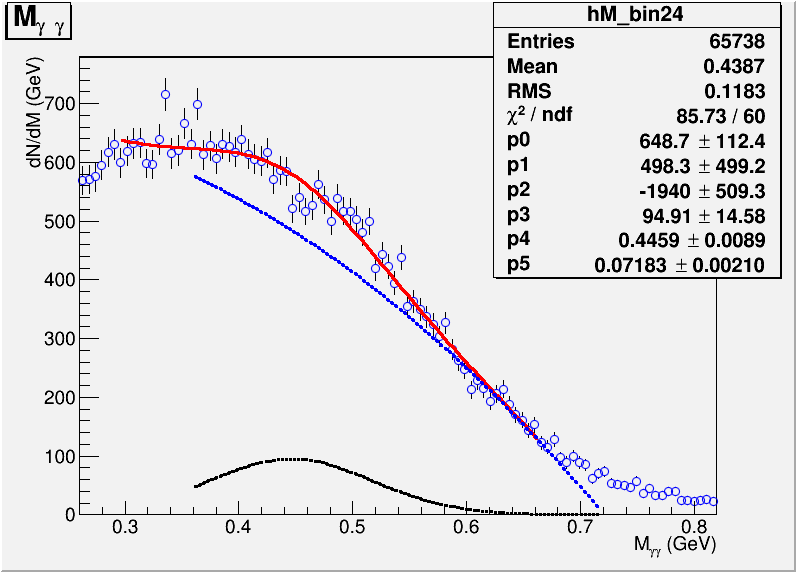 M γ γ
hM_bin24
Entries 65738
Mean 0.4387
RMS 0.1183
χ² / ndf 85.73 / 60
p0 648.7 ± 112.4
p1 498.3 ± 499.2
p2 -1940 ± 509.3
p3 94.91 ± 14.58
p4 0.4459 ± 0.0089
p5 0.07183 ± 0.00210
dN/dM (GeV)
700
600
500
400
300
200
100
0
0.3 0.4 0.5 0.6 0.7 0.8
Mγγ (GeV)